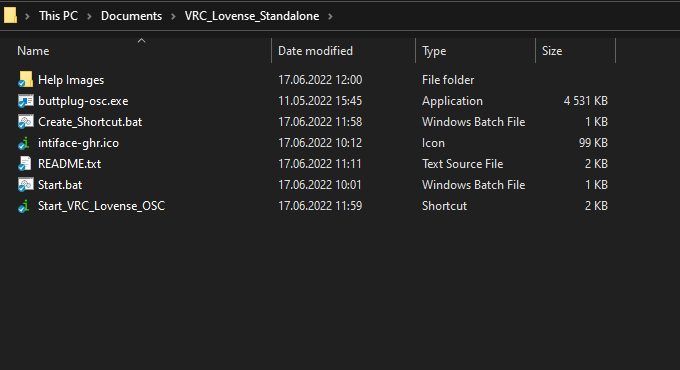 This PC > Documents > VRC_Lovense_Standalone >
Name Date modified Type Size
Help Images 17.06.2022 12:00 File folder
buttplug-osc.exe 11.05.2022 15:45 Application 4 531 KB
Create_Shortcut.bat 17.06.2022 11:58 Windows Batch File 1 KB
intiface-ghr.ico 17.06.2022 10:12 Icon 99 KB
README.txt 17.06.2022 11:11 Text Source File 2 KB
Start.bat 17.06.2022 10:01 Windows Batch File 1 KB
Start_VRC_Lovense_OSC 17.06.2022 11:59 Shortcut 2 KB